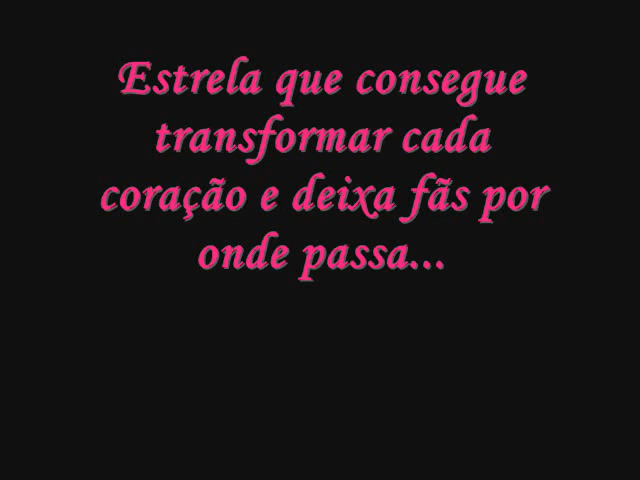 Estrela que consegue
transformar cada
coração e deixa fãs por
onde passa...